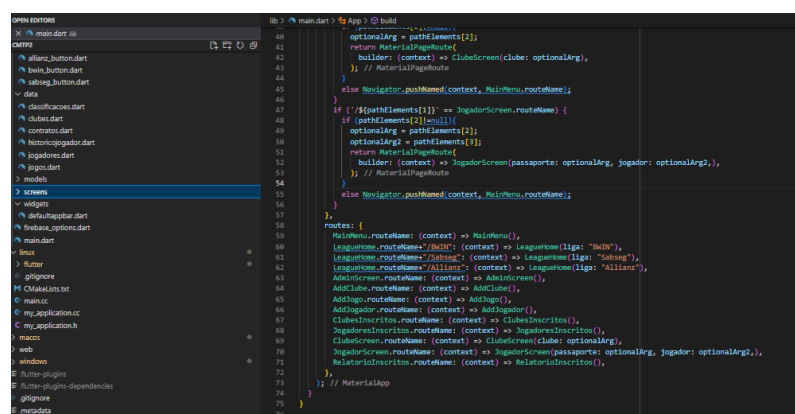 OPEN EDITORS
main.dart lib
CMTP2
allianz_button.dart
bwin_button.dart
sabseg_button.dart
data
classificacoes.dart
clubes.dart
contratos.dart
historicojogador.dart
jogadores.dart
jogos.dart
models
screens
widgets
defaultappbar.dart
firebase_options.dart
main.dart
linux
flutter
.gitignore
CMakeLists.txt
main.cc
my_application.cc
my_application.h
macos
web
windows
.flutter-plugins
.flutter-plugins-dependencies
.gitignore
.metadata
lib > main.dart > App > build
40 optionalArg = pathElements[2];
41 return MaterialPageRoute(
42 builder: (context) => ClubeScreen(clube: optionalArg),
43 ); // MaterialPageRoute
44 }
45 else Navigator.pushNamed(context, MainMenu.routeName);
46 }
47 if ('/${pathElements[1]}' == JogadorScreen.routeName) {
48 if (pathElements[2]!=null){
49 optionalArg = pathElements[2];
50 optionalArg2 = pathElements[3];
51 return MaterialPageRoute(
52 builder: (context) => JogadorScreen(passaporte: optionalArg, jogador: optionalArg2,),
53 ); // MaterialPageRoute
54 }
55 else Navigator.pushNamed(context, MainMenu.routeName);
56 }
57 },
58 routes: {
59 MainMenu.routeName: (context) => MainMenu(),
60 LeagueHome.routeName+"/BWIN": (context) => LeagueHome(liga: "BWIN"),
61 LeagueHome.routeName+"/Sabseg": (context) => LeagueHome(liga: "Sabseg"),
62 LeagueHome.routeName+"/Allianz": (context) => LeagueHome(liga: "Allianz"),
63 AdminScreen.routeName: (context) => AdminScreen(),
64 AddClube.routeName: (context) => AddClube(),
65 AddJogo.routeName: (context) => AddJogo(),
66 AddJogador.routeName: (context) => AddJogador(),
67 ClubesInscritos.routeName: (context) => ClubesInscritos(),
68 JogadoresInscritos.routeName: (context) => JogadoresInscritos(),
69 ClubeScreen.routeName: (context) => ClubeScreen(clube: optionalArg),
70 JogadorScreen.routeName: (context) => JogadorScreen(passaporte: optionalArg, jogador: optionalArg2,),
71 RelatorioInscritos.routeName: (context) => RelatorioInscritos(),
72 },
73 ); // MaterialApp
74 }
75 }